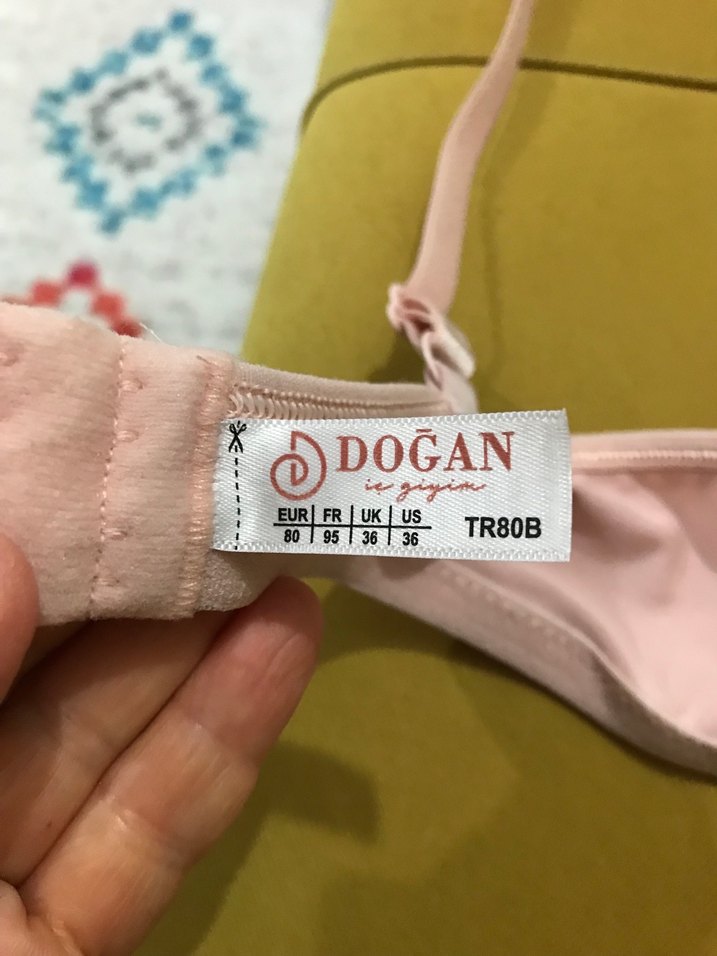 DOĞAN
iç giyim
EUR FR UK US
80 95 36 36
TR80B